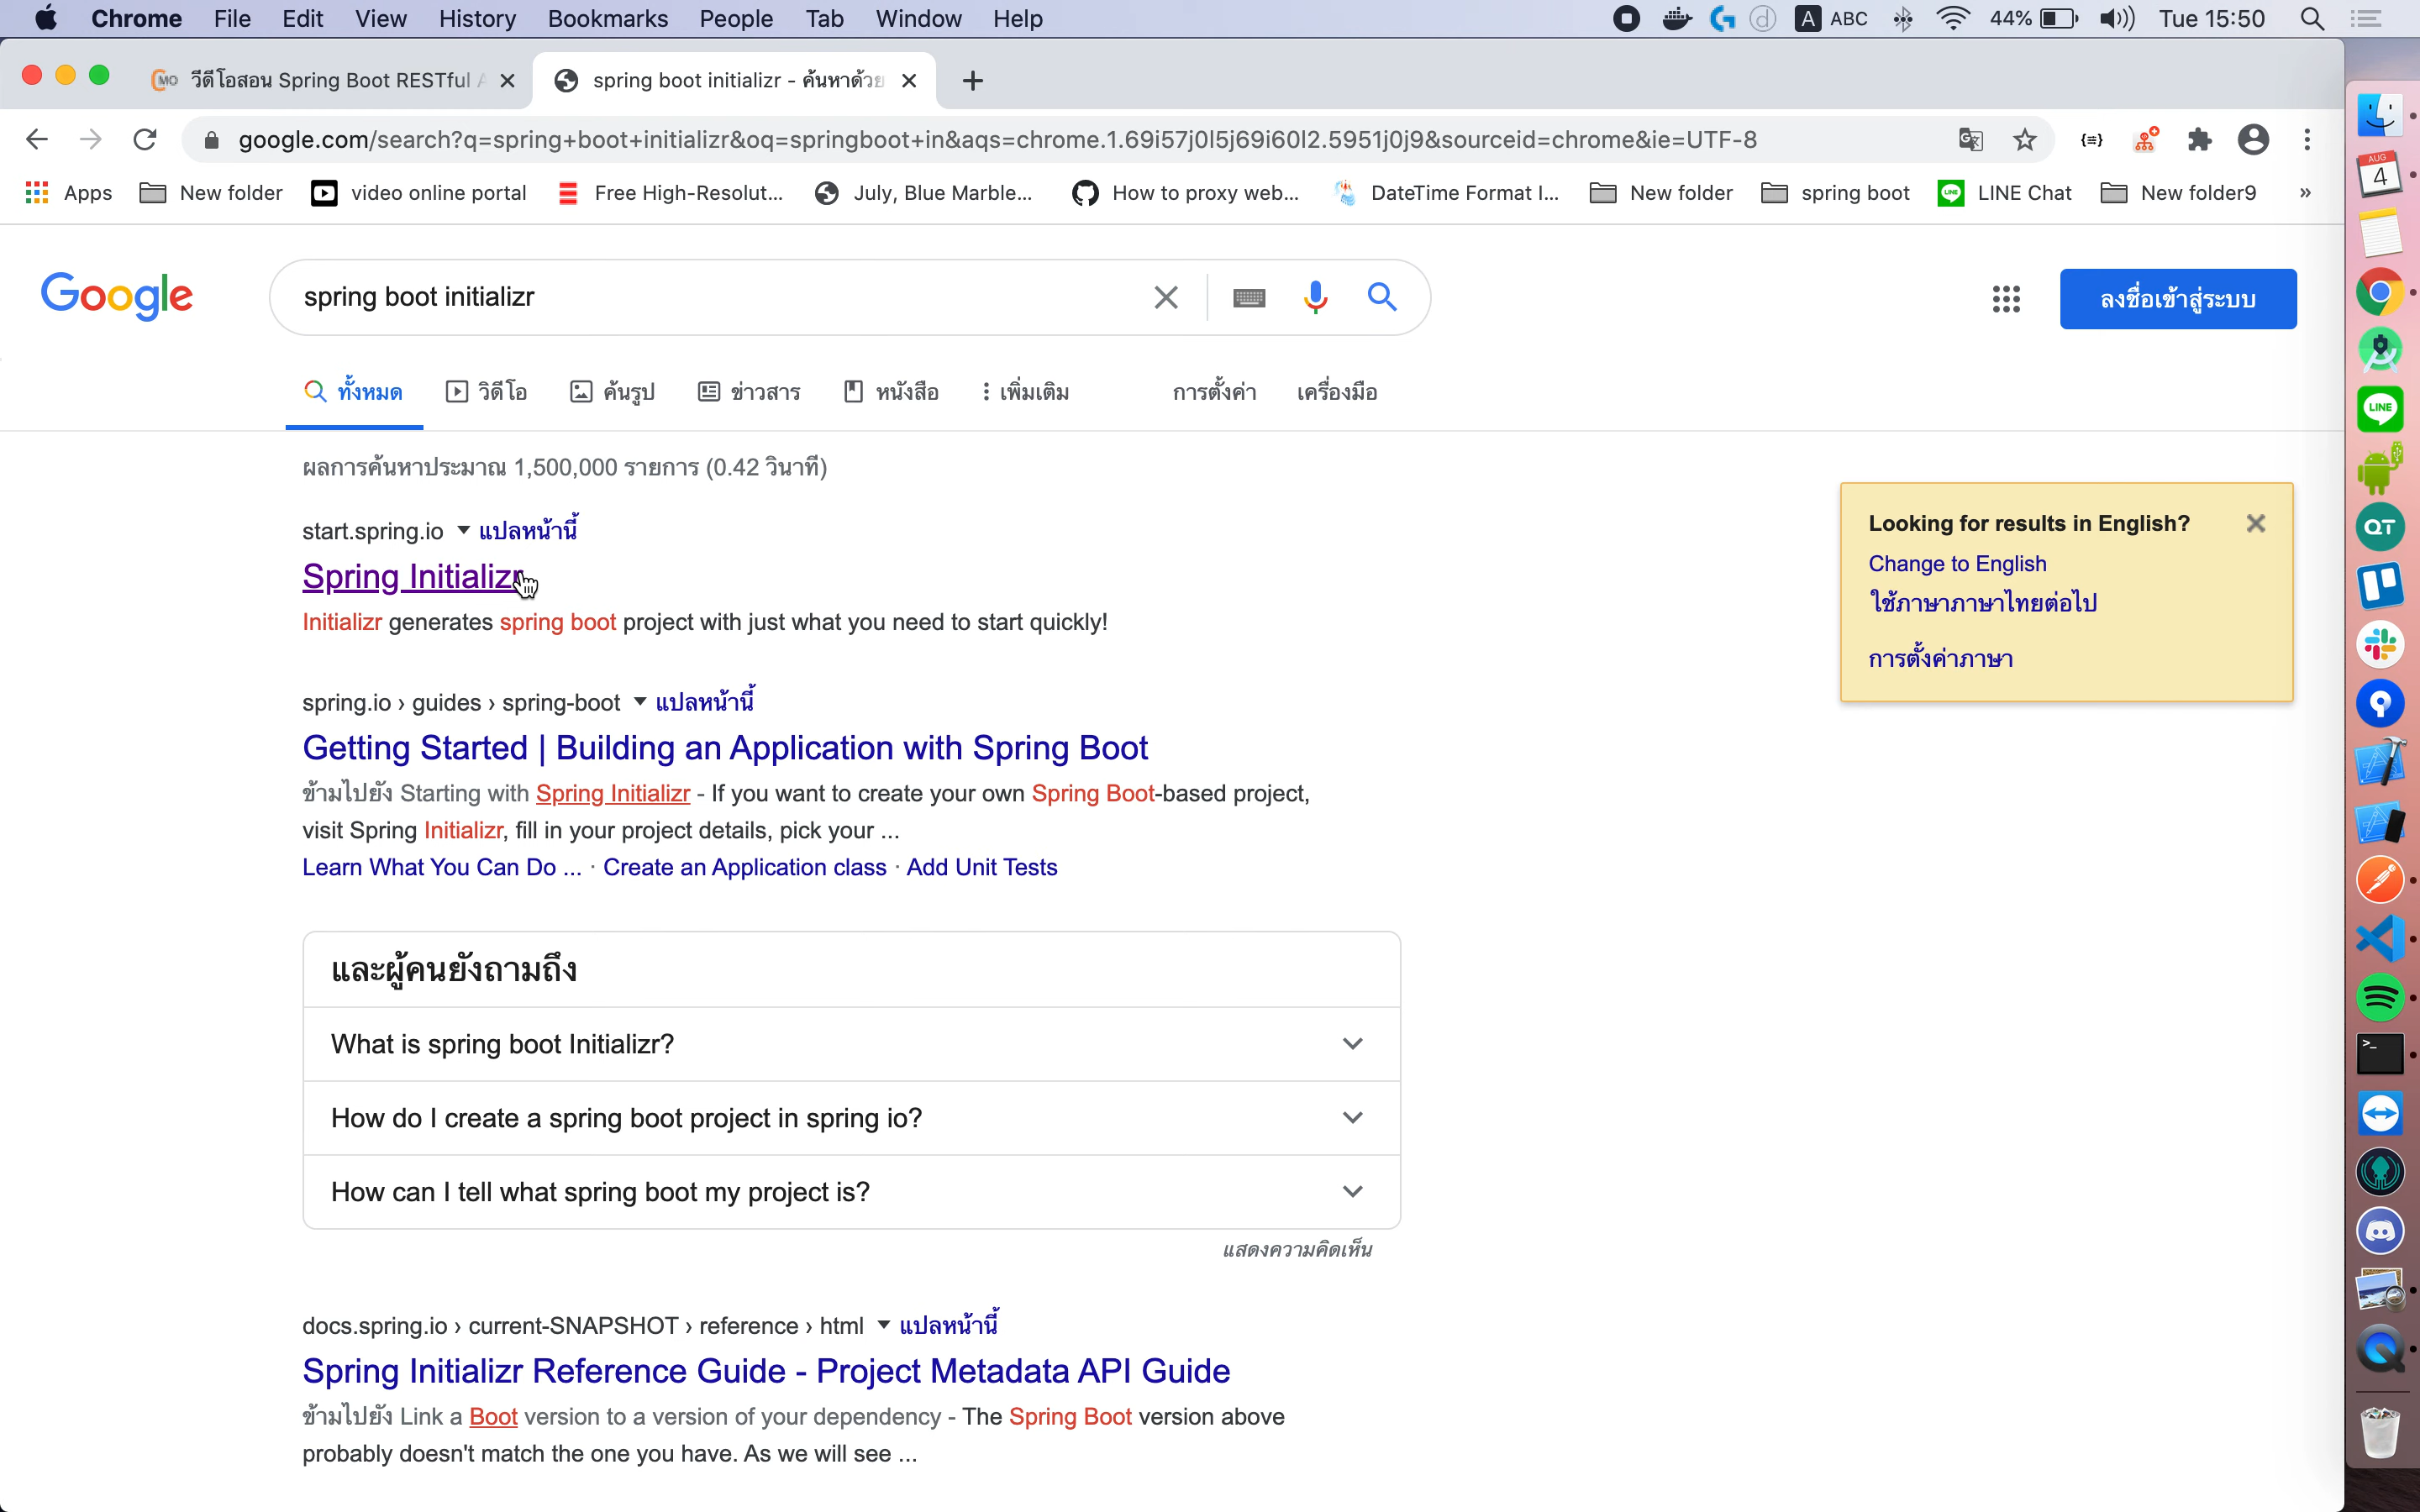 Chrome File Edit View History Bookmarks People Tab Window Help
A ABC 44% Tue 15:50
CMO วีดีโอสอน Spring Boot RESTful A
spring boot initializr - ค้นหาด้วย
google.com/search?q=spring+boot+initializr&oq=springboot+in&aqs=chrome.1.69i57j0l5j69i60l2.5951j0j9&sourceid=chrome&ie=UTF-8
Apps New folder video online portal Free High-Resolut... July, Blue Marble... How to proxy web... DateTime Format I... New folder spring boot LINE Chat New folder9 »
AUG
4
Google
spring boot initializr
ลงชื่อเข้าสู่ระบบ
ทั้งหมด วิดีโอ ค้นรูป ข่าวสาร หนังสือ เพิ่มเติม การตั้งค่า เครื่องมือ
LINE
ผลการค้นหาประมาณ 1,500,000 รายการ (0.42 วินาที)
start.spring.io ▼ แปลหน้านี้
Spring Initializr
Initializr generates spring boot project with just what you need to start quickly!
Looking for results in English?
Change to English
ใช้ภาษาภาษาไทยต่อไป
การตั้งค่าภาษา
QT
spring.io › guides › spring-boot ▼ แปลหน้านี้
Getting Started | Building an Application with Spring Boot
ข้ามไปยัง Starting with Spring Initializr - If you want to create your own Spring Boot-based project,
visit Spring Initializr, fill in your project details, pick your ...
Learn What You Can Do ... · Create an Application class · Add Unit Tests
และผู้คนยังถามถึง
What is spring boot Initializr?
How do I create a spring boot project in spring io?
How can I tell what spring boot my project is?
แสดงความคิดเห็น
docs.spring.io › current-SNAPSHOT › reference › html ▼ แปลหน้านี้
Spring Initializr Reference Guide - Project Metadata API Guide
ข้ามไปยัง Link a Boot version to a version of your dependency - The Spring Boot version above
probably doesn't match the one you have. As we will see ...